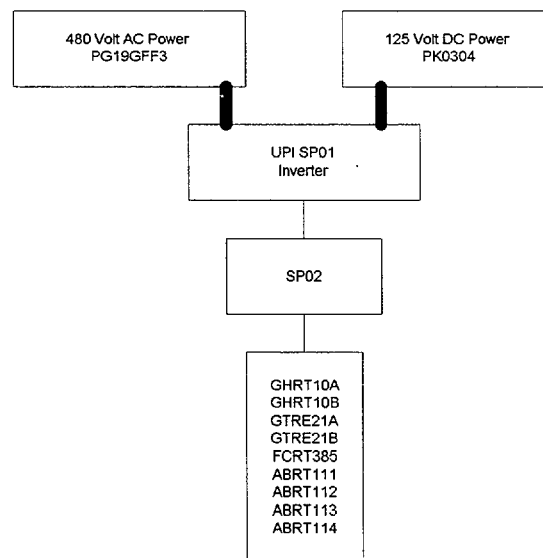 480 Volt AC Power
PG19GFF3
125 Volt DC Power
PK0304
UPI SP01
Inverter
SP02
GHRT10A
GHRT10B
GTRE21A
GTRE21B
FCRT385
ABRT111
ABRT112
ABRT113
ABRT114